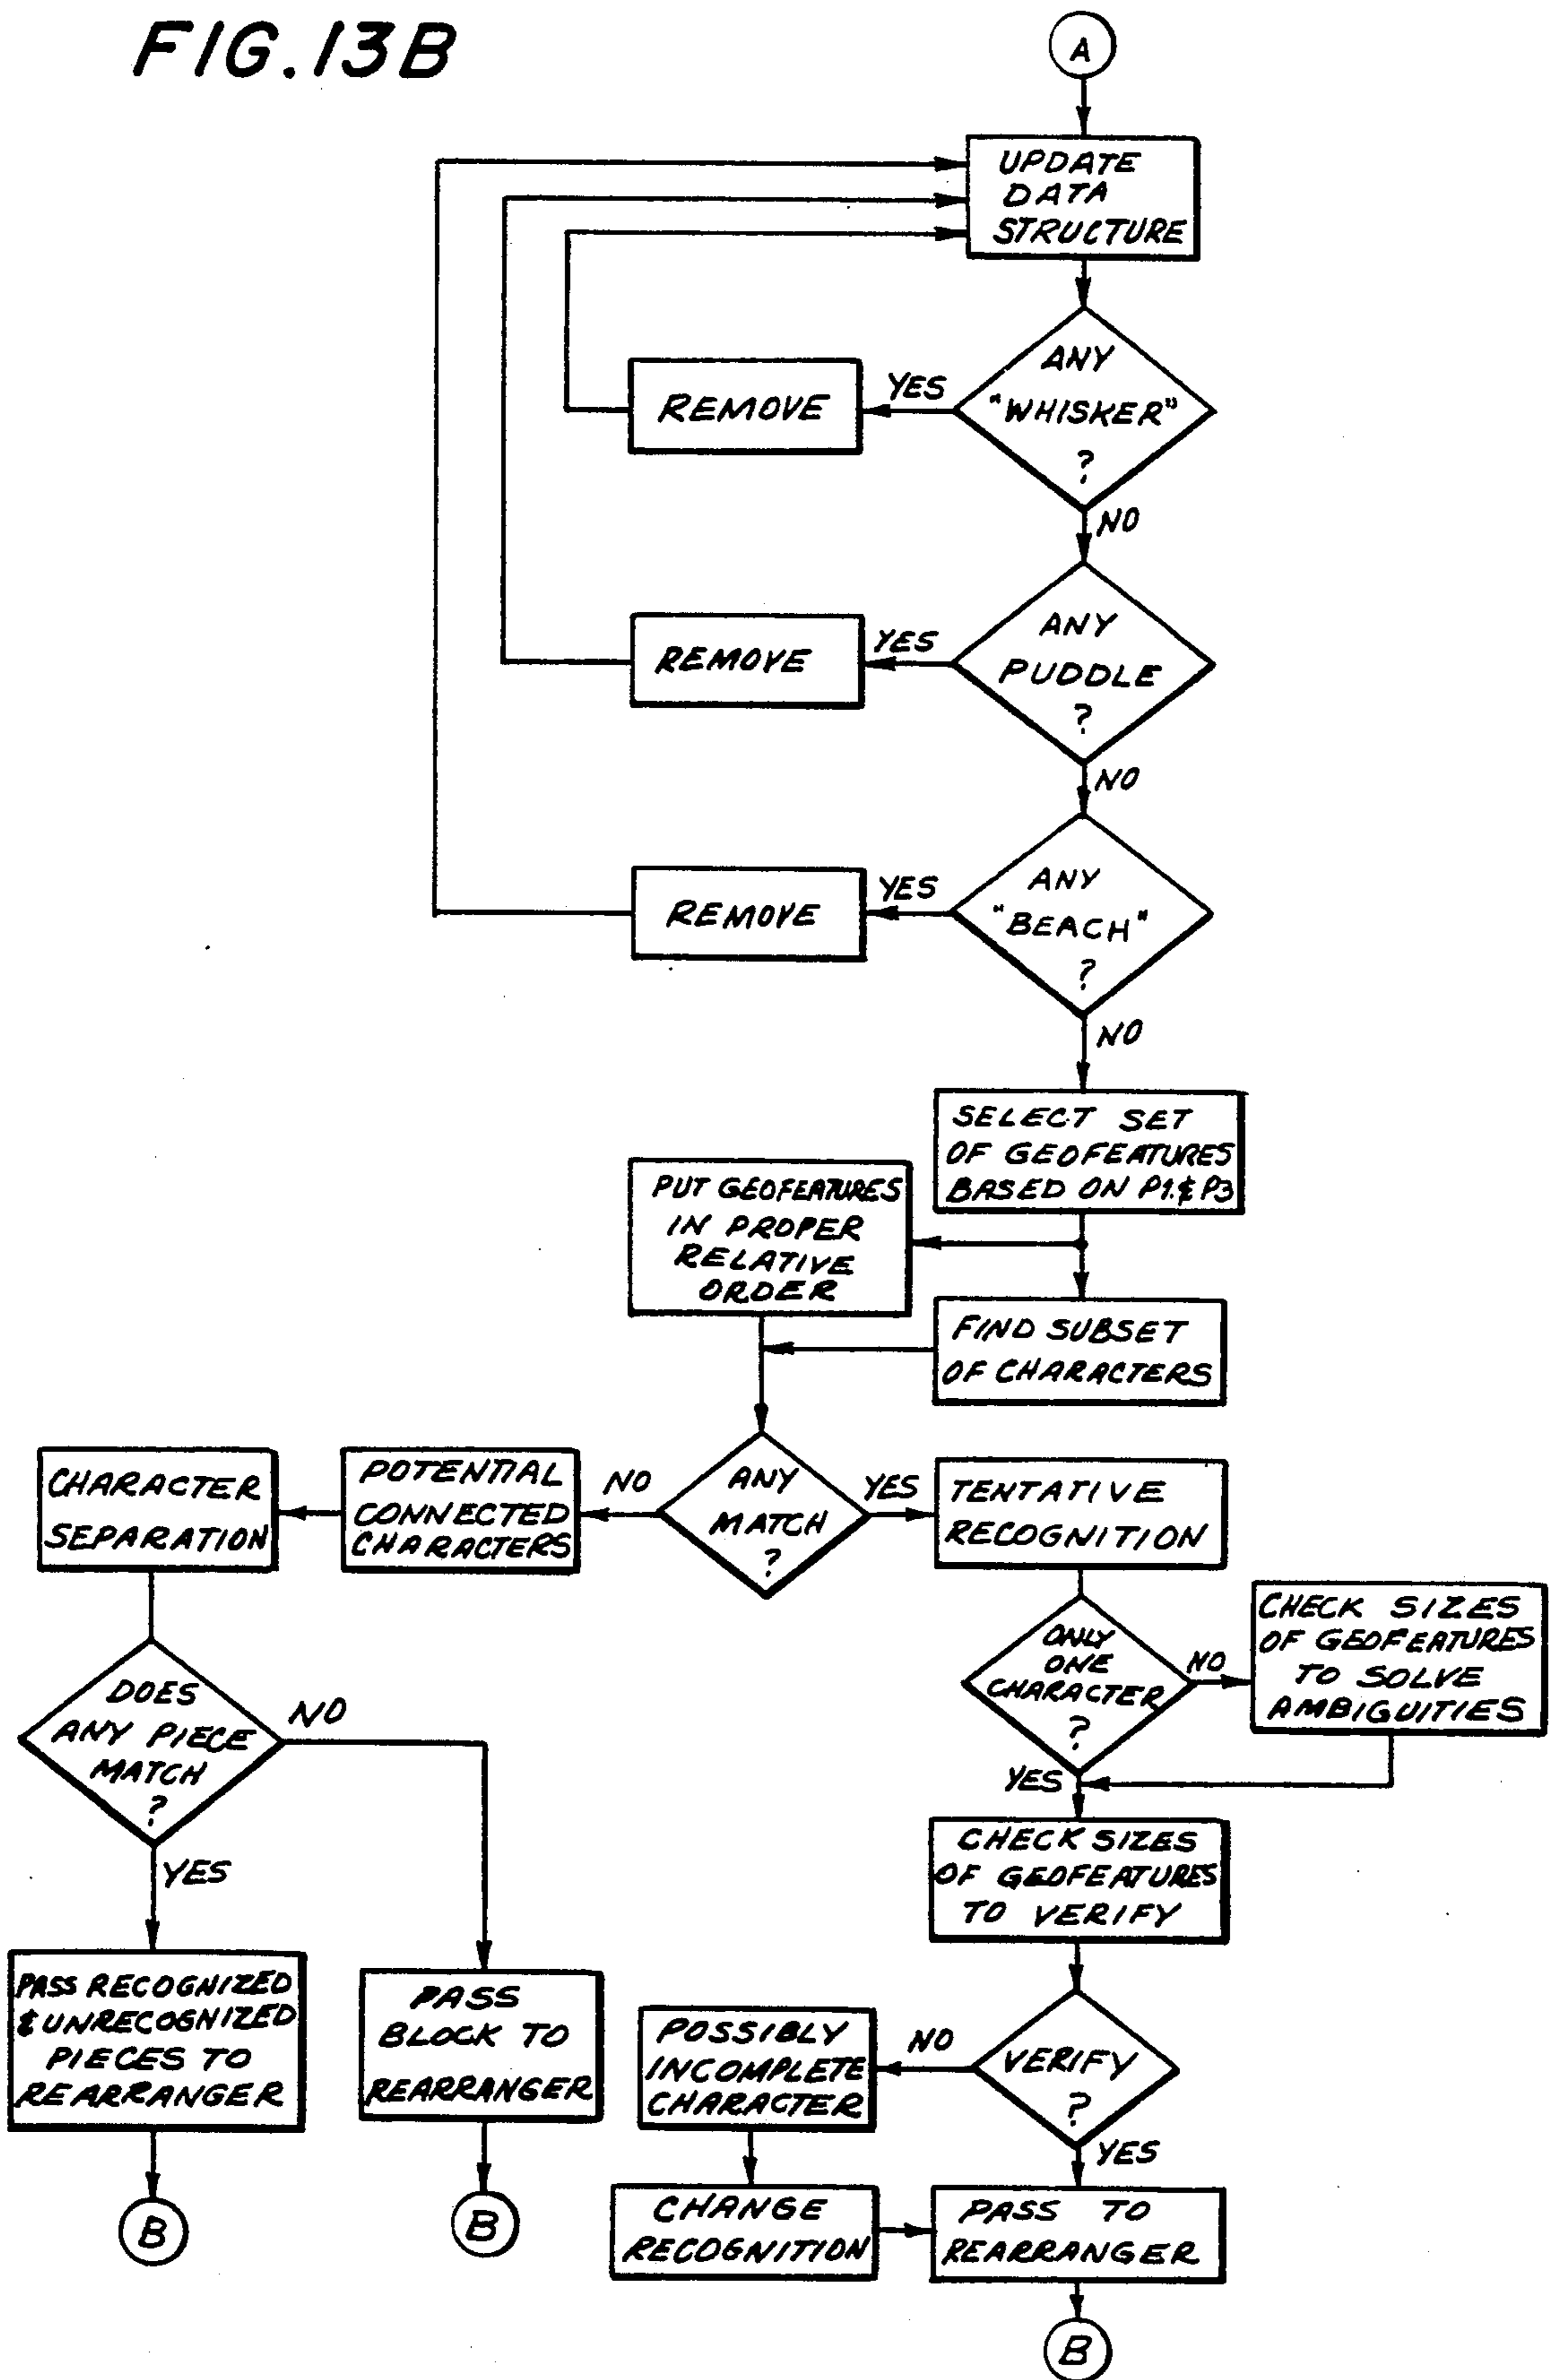 FIG. 13B
A
UPDATE
DATA
STRUCTURE
ANY
"WHISKER"
?
YES
REMOVE
NO
ANY
PUDDLE
?
YES
REMOVE
NO
ANY
"BEACH"
?
YES
REMOVE
NO
SELECT SET
OF GEOFEATURES
BASED ON P1. & P3
PUT GEOFEATURES
IN PROPER
RELATIVE
ORDER
FIND SUBSET
OF CHARACTERS
ANY
MATCH
?
NO
POTENTIAL
CONNECTED
CHARACTERS
CHARACTER
SEPARATION
YES
TENTATIVE
RECOGNITION
ONLY
ONE
CHARACTER
?
NO
CHECK SIZES
OF GEOFEATURES
TO SOLVE
AMBIGUITIES
YES
DOES
ANY PIECE
MATCH
?
NO
YES
CHECK SIZES
OF GEOFEATURES
TO VERIFY
PASS RECOGNIZED
& UNRECOGNIZED
PIECES TO
REARRANGER
PASS
BLOCK TO
REARRANGER
VERIFY
?
NO
POSSIBLY
INCOMPLETE
CHARACTER
YES
CHANGE
RECOGNITION
PASS TO
REARRANGER
B
B
B